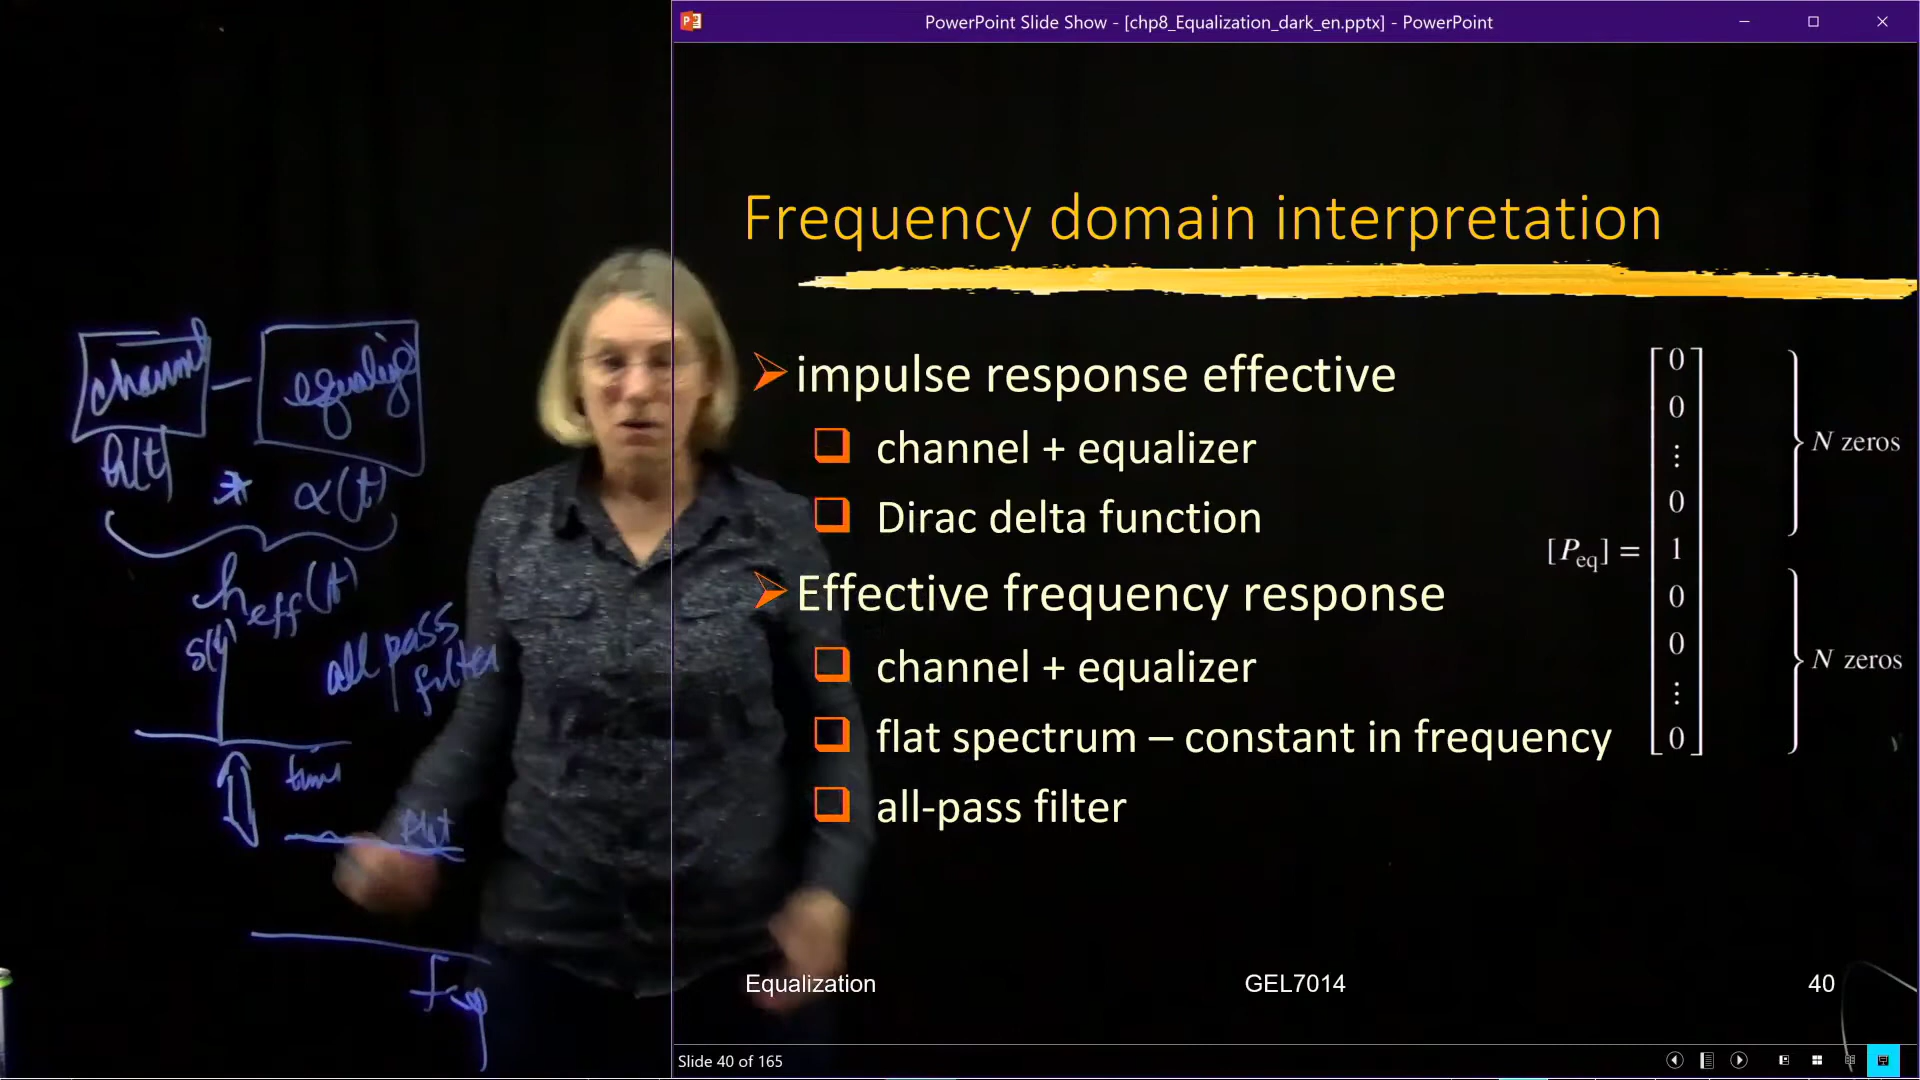 PowerPoint Slide Show - [chp8_Equalization_dark_en.pptx] - PowerPoint
Frequency domain interpretation
impulse response effective
channel + equalizer
Dirac delta function
Effective frequency response
channel + equalizer
flat spectrum – constant in frequency
all-pass filter
[Peq] =
0
0
⋮
0
1
0
0
⋮
0
N zeros
N zeros
Equalization
GEL7014
40
Slide 40 of 165
channel
equalizer
h(t) * α(t)
heff(t)
all pass
filter
time
flat
freq